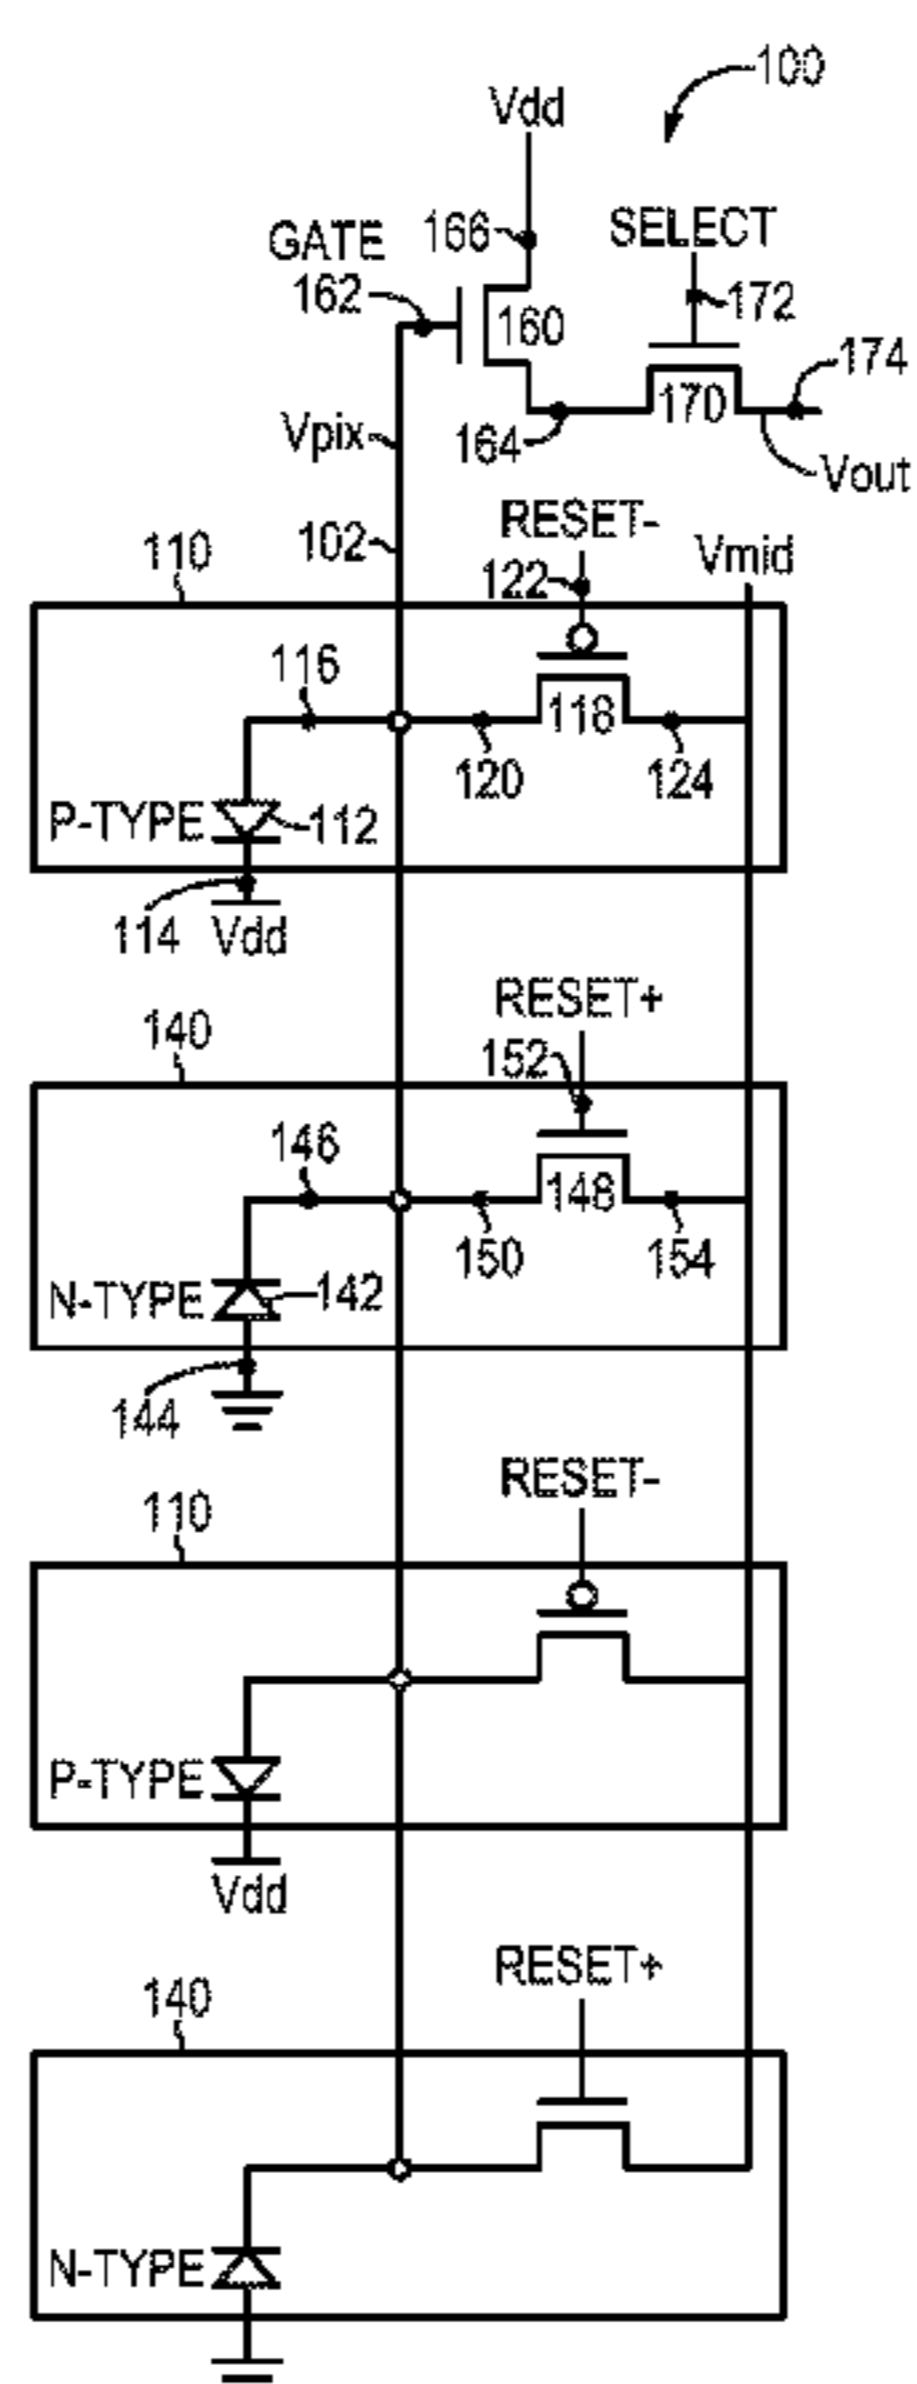 100
Vdd
GATE
166
SELECT
162
172
160
174
170
Vpix
164
Vout
102
RESET-
Vmid
110
122
116
118
120
124
P-TYPE
112
114
Vdd
RESET+
140
152
146
148
150
154
N-TYPE
142
144
RESET-
110
P-TYPE
Vdd
RESET+
140
N-TYPE